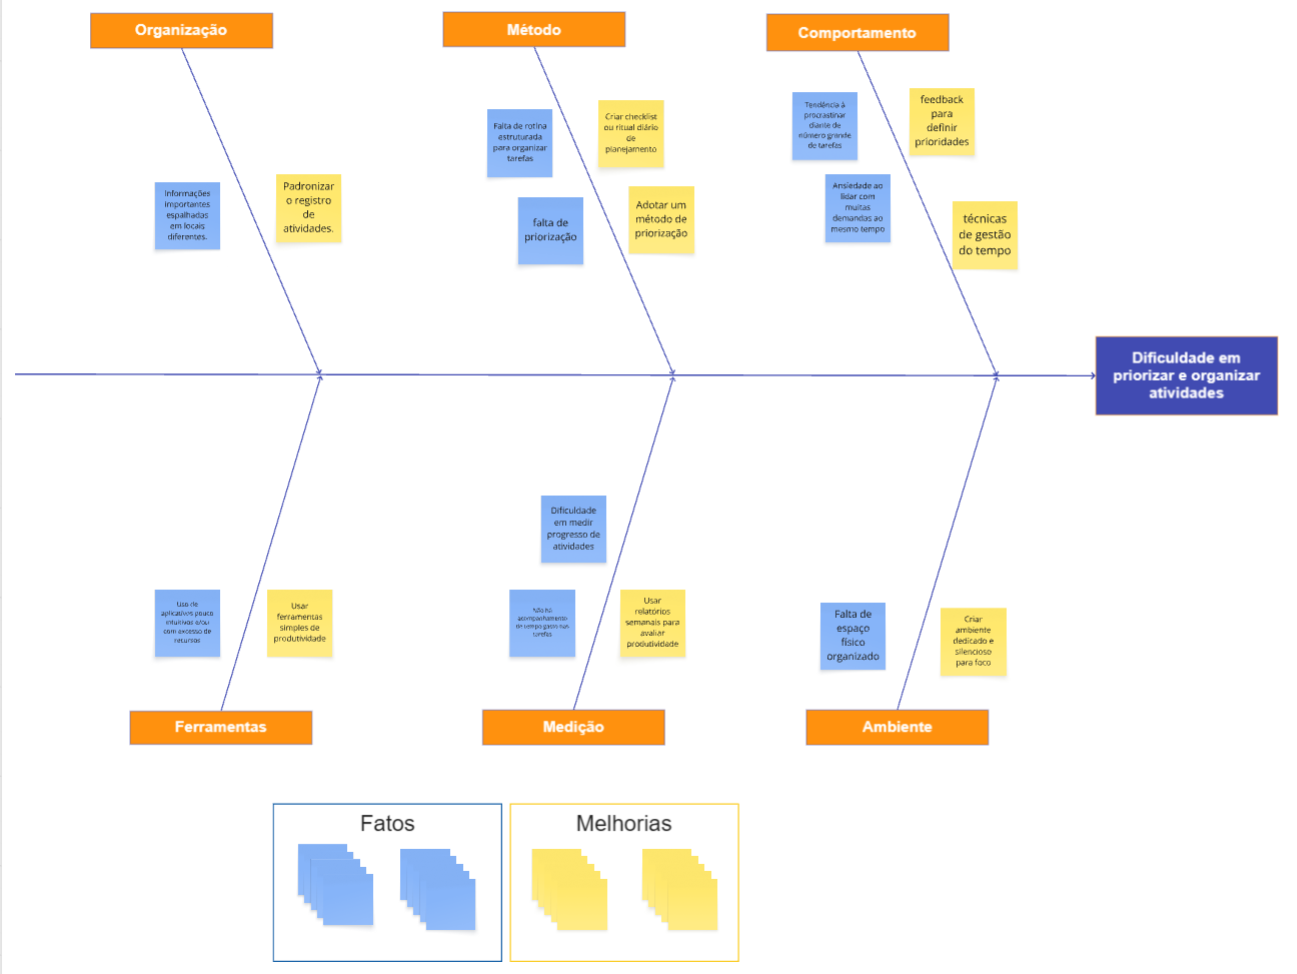 Organização
Método
Comportamento
Informações
importantes
espalhadas
em locais
diferentes.
Padronizar
o registro
de
atividades.
Falta de rotina
estruturada
para organizar
tarefas
Criar checklist
ou ritual diário
de
planejamento
falta de
priorização
Adotar um
método de
priorização
Tendência à
procrastinar
diante de
número grande
de tarefas
feedback
para
definir
prioridades
Ansiedade ao
lidar com
muitas
demandas ao
mesmo tempo
técnicas
de gestão
do tempo
Dificuldade em
priorizar e organizar
atividades
Uso de
aplicativos pouco
intuitivos e/ou
com excesso de
recursos
Usar
ferramentas
simples de
produtividade
Dificuldade
em medir
progresso de
atividades
Não há
acompanhamento
de tempo gasto nas
tarefas
Usar
relatórios
semanais para
avaliar
produtividade
Falta de
espaço
físico
organizado
Criar
ambiente
dedicado e
silencioso
para foco
Ferramentas
Medição
Ambiente
Fatos
Melhorias